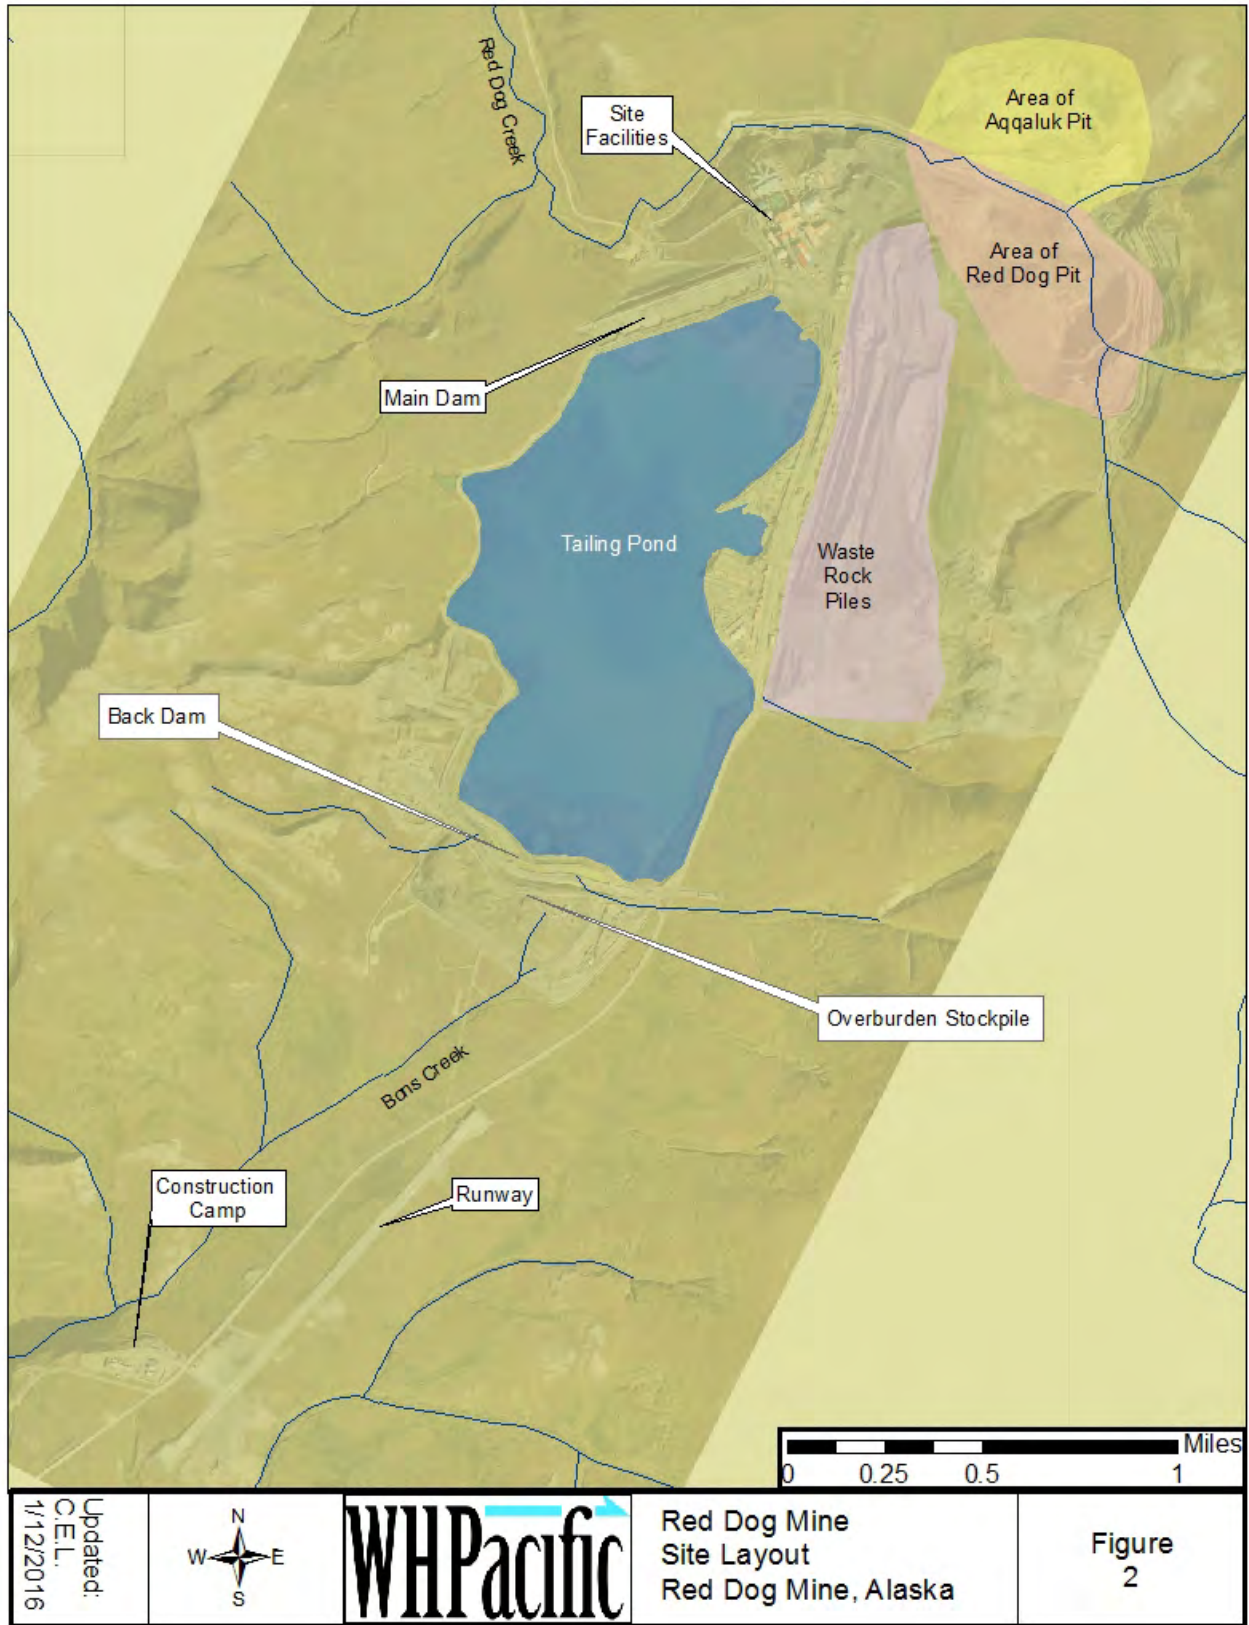 Red Dog Creek
Site
Facilities
Area of
Aqqaluk Pit
Area of
Red Dog Pit
Main Dam
Tailing Pond
Waste
Rock
Piles
Back Dam
Overburden Stockpile
Bons Creek
Construction
Camp
Runway
Miles
0 0.25 0.5 1
Updated:
C.E.L.
1/12/2016
N
W E
S
WHPacific
Red Dog Mine
Site Layout
Red Dog Mine, Alaska
Figure
2